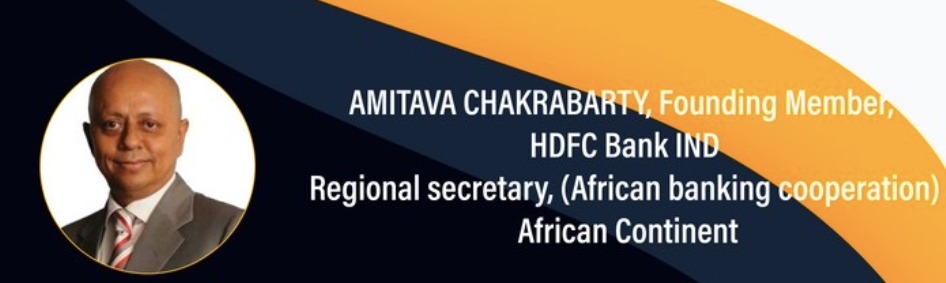 AMITAVA CHAKRABARTY, Founding Member,
HDFC Bank IND
Regional secretary, (African banking cooperation)
African Continent